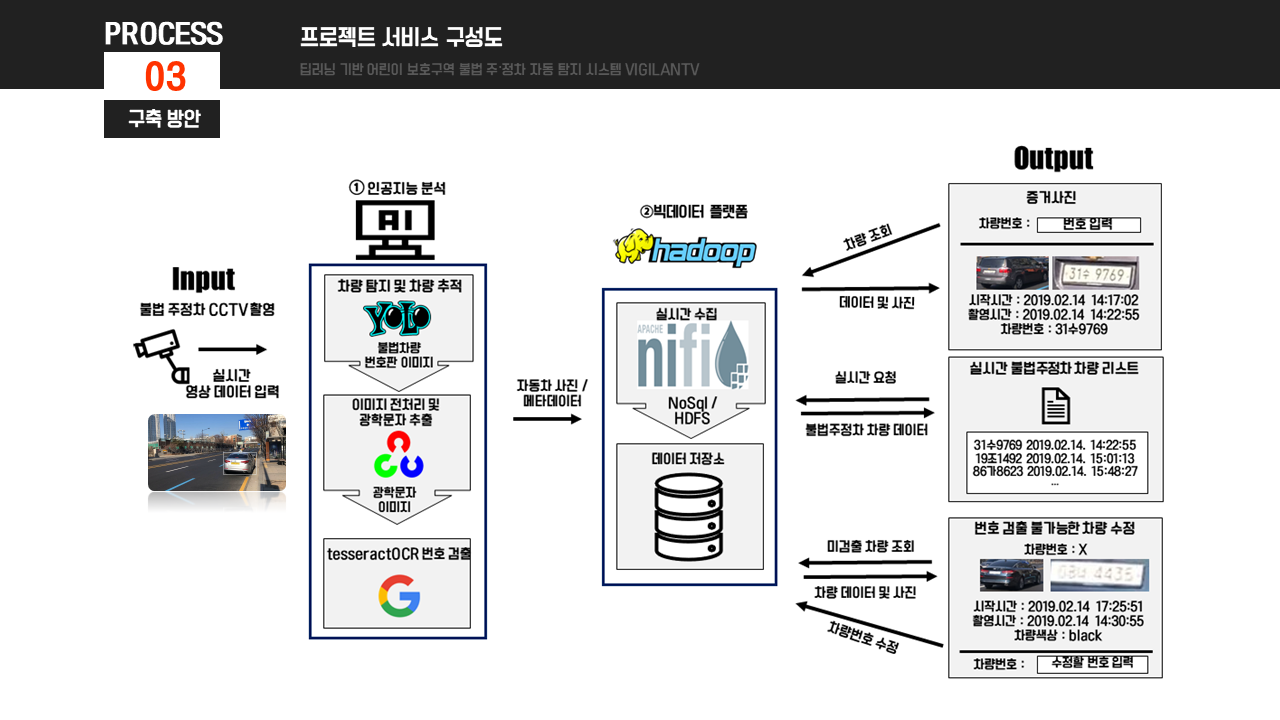 PROCESS
03
구축 방안
프로젝트 서비스 구성도
딥러닝 기반 어린이 보호구역 불법 주·정차 자동 탐지 시스템 VIGILANTV
Input
불법 주정차 CCTV촬영
실시간
영상 데이터 입력
① 인공지능 분석
AI
차량 탐지 및 차량 추적
YOLO
불법차량
번호판 이미지
이미지 전처리 및
광학문자 추출
광학문자
이미지
tesseractOCR 번호 검출
자동차 사진 /
메타데이터
②빅데이터 플랫폼
hadoop
실시간 수집
APACHE
nifi
NoSql /
HDFS
데이터 저장소
차량 조회
데이터 및 사진
실시간 요청
불법주정차 차량 데이터
미검출 차량 조회
차량 데이터 및 사진
차량번호 수정
Output
증거사진
차량번호 : 번호 입력
31수 9769
시작시간 : 2019.02.14 14:17:02
촬영시간 : 2019.02.14 14:22:55
차량번호 : 31수9769
실시간 불법주정차 차량 리스트
31수9769 2019.02.14. 14:22:55
19조1492 2019.02.14. 15:01:13
86가8623 2019.02.14. 15:48:27
...
번호 검출 불가능한 차량 수정
차량번호 : X
시작시간 : 2019.02.14 17:25:51
촬영시간 : 2019.02.14 14:30:55
차량색상 : black
차량번호 : 수정할 번호 입력